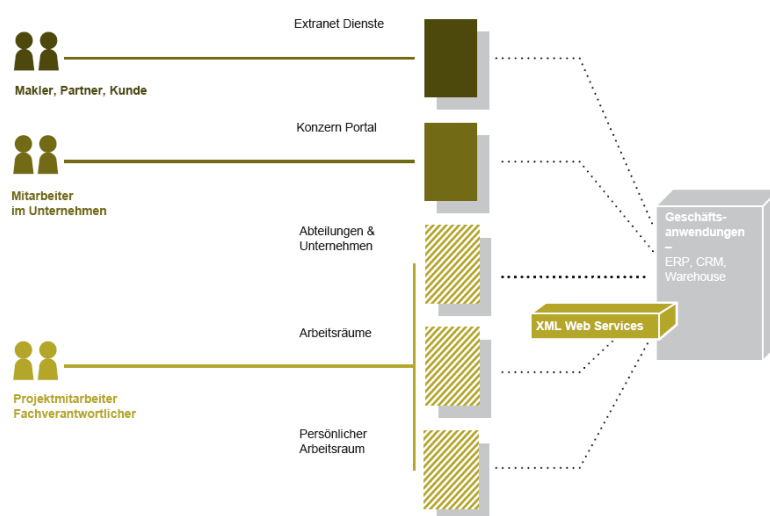 Extranet Dienste
Makler, Partner, Kunde
Konzern Portal
Mitarbeiter
im Unternehmen
Abteilungen &
Unternehmen
Geschäfts-
anwendungen
–
ERP, CRM,
Warehouse
XML Web Services
Arbeitsräume
Projektmitarbeiter
Fachverantwortlicher
Persönlicher
Arbeitsraum